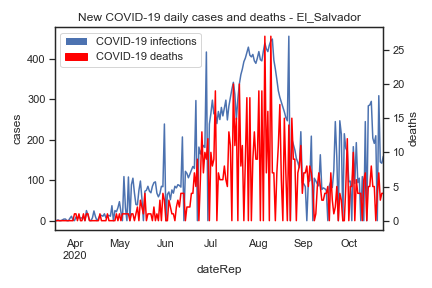 New COVID-19 daily cases and deaths - El_Salvador
COVID-19 infections
COVID-19 deaths
400
300
200
100
0
cases
25
20
15
10
5
0
deaths
Apr May Jun Jul Aug Sep Oct
2020
dateRep